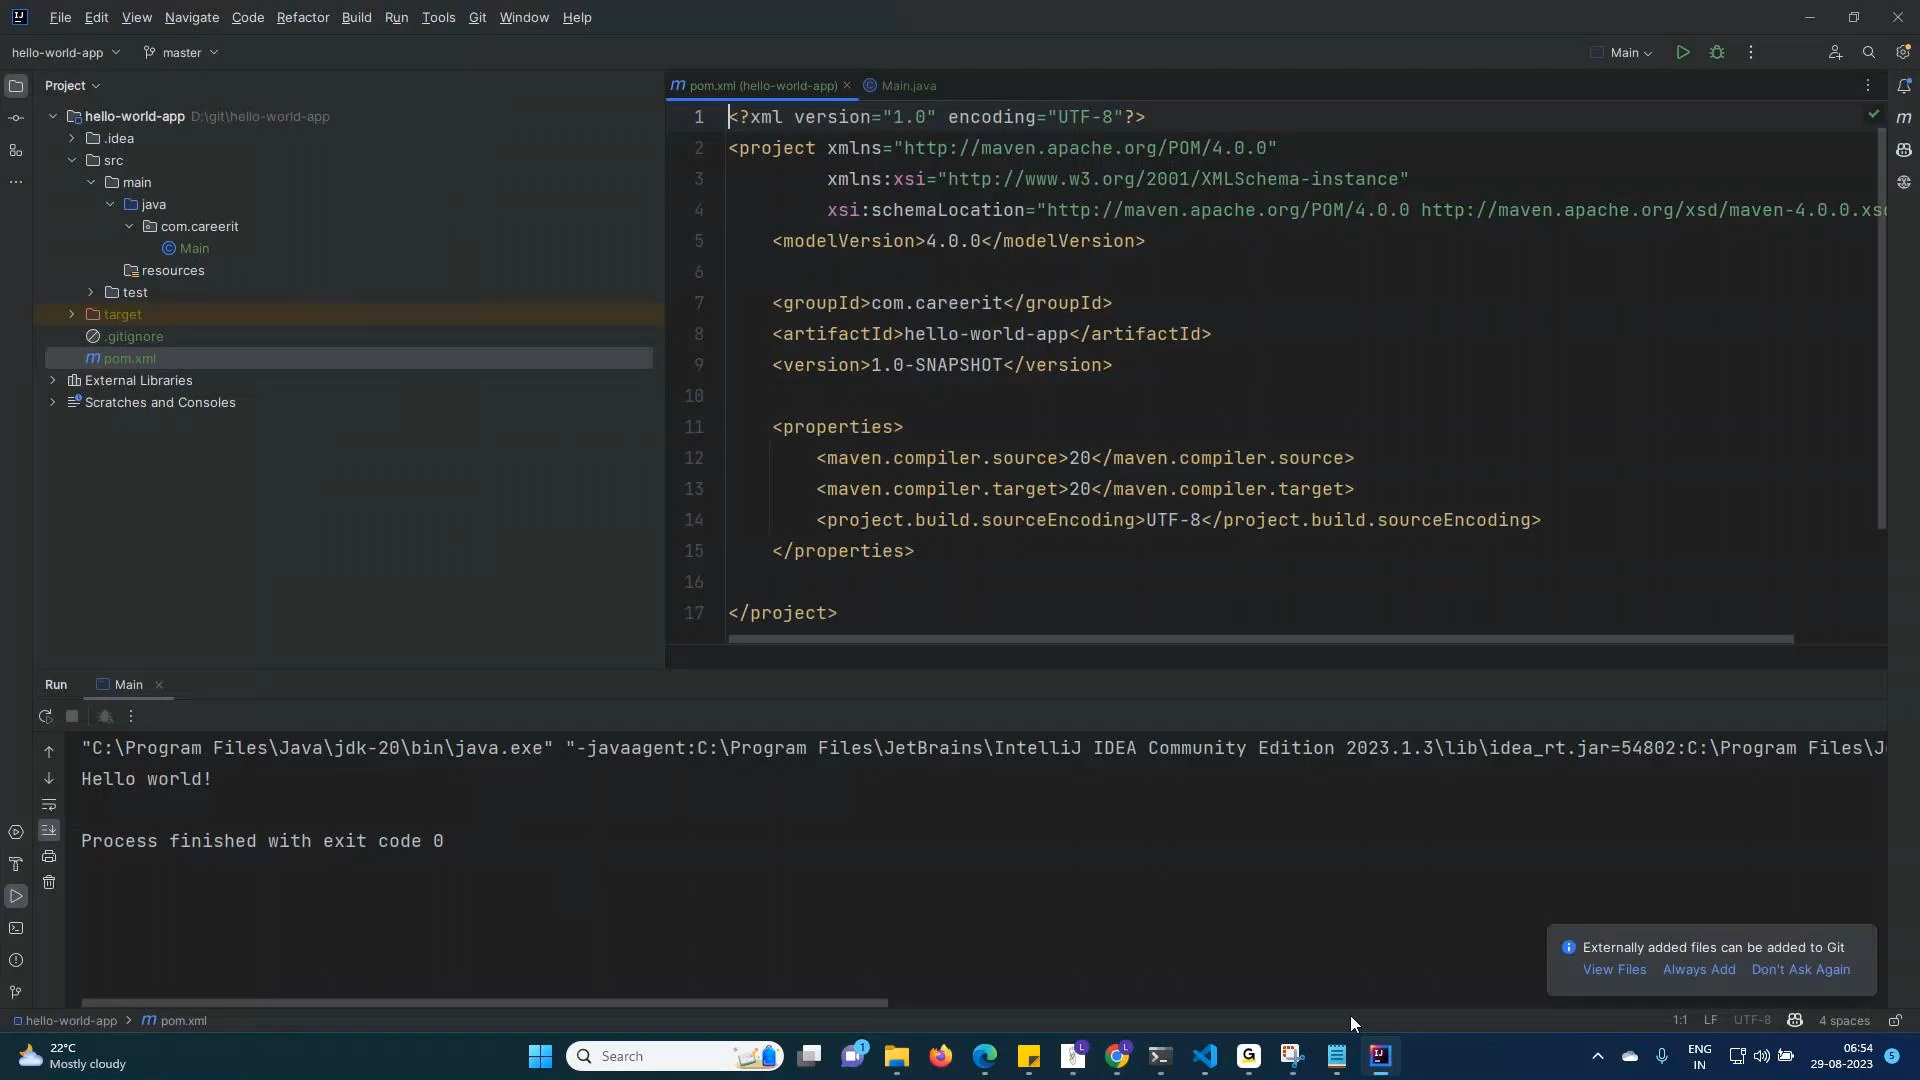 File Edit View Navigate Code Refactor Build Run Tools Git Window Help
hello-world-app master Main
Project
pom.xml (hello-world-app) Main.java
hello-world-app D:\git\hello-world-app
.idea
src
main
java
com.careerit
Main
resources
test
target
.gitignore
pom.xml
External Libraries
Scratches and Consoles
1 <?xml version="1.0" encoding="UTF-8"?>
2 <project xmlns="http://maven.apache.org/POM/4.0.0"
3 xmlns:xsi="http://www.w3.org/2001/XMLSchema-instance"
4 xsi:schemaLocation="http://maven.apache.org/POM/4.0.0 http://maven.apache.org/xsd/maven-4.0.0.xsd
5 <modelVersion>4.0.0</modelVersion>
6
7 <groupId>com.careerit</groupId>
8 <artifactId>hello-world-app</artifactId>
9 <version>1.0-SNAPSHOT</version>
10
11 <properties>
12 <maven.compiler.source>20</maven.compiler.source>
13 <maven.compiler.target>20</maven.compiler.target>
14 <project.build.sourceEncoding>UTF-8</project.build.sourceEncoding>
15 </properties>
16
17 </project>
Run Main
"C:\Program Files\Java\jdk-20\bin\java.exe" "-javaagent:C:\Program Files\JetBrains\IntelliJ IDEA Community Edition 2023.1.3\lib\idea_rt.jar=54802:C:\Program Files\J
Hello world!
Process finished with exit code 0
Externally added files can be added to Git
View Files Always Add Don't Ask Again
hello-world-app > pom.xml
1:1 LF UTF-8 4 spaces
22°C
Mostly cloudy
Search
1
L
L
ENG
IN
06:54
29-08-2023
5